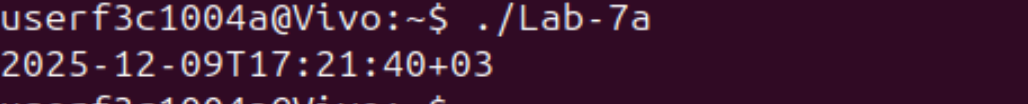 userf3c1004a@Vivo:~$ ./Lab-7a
2025-12-09T17:21:40+03